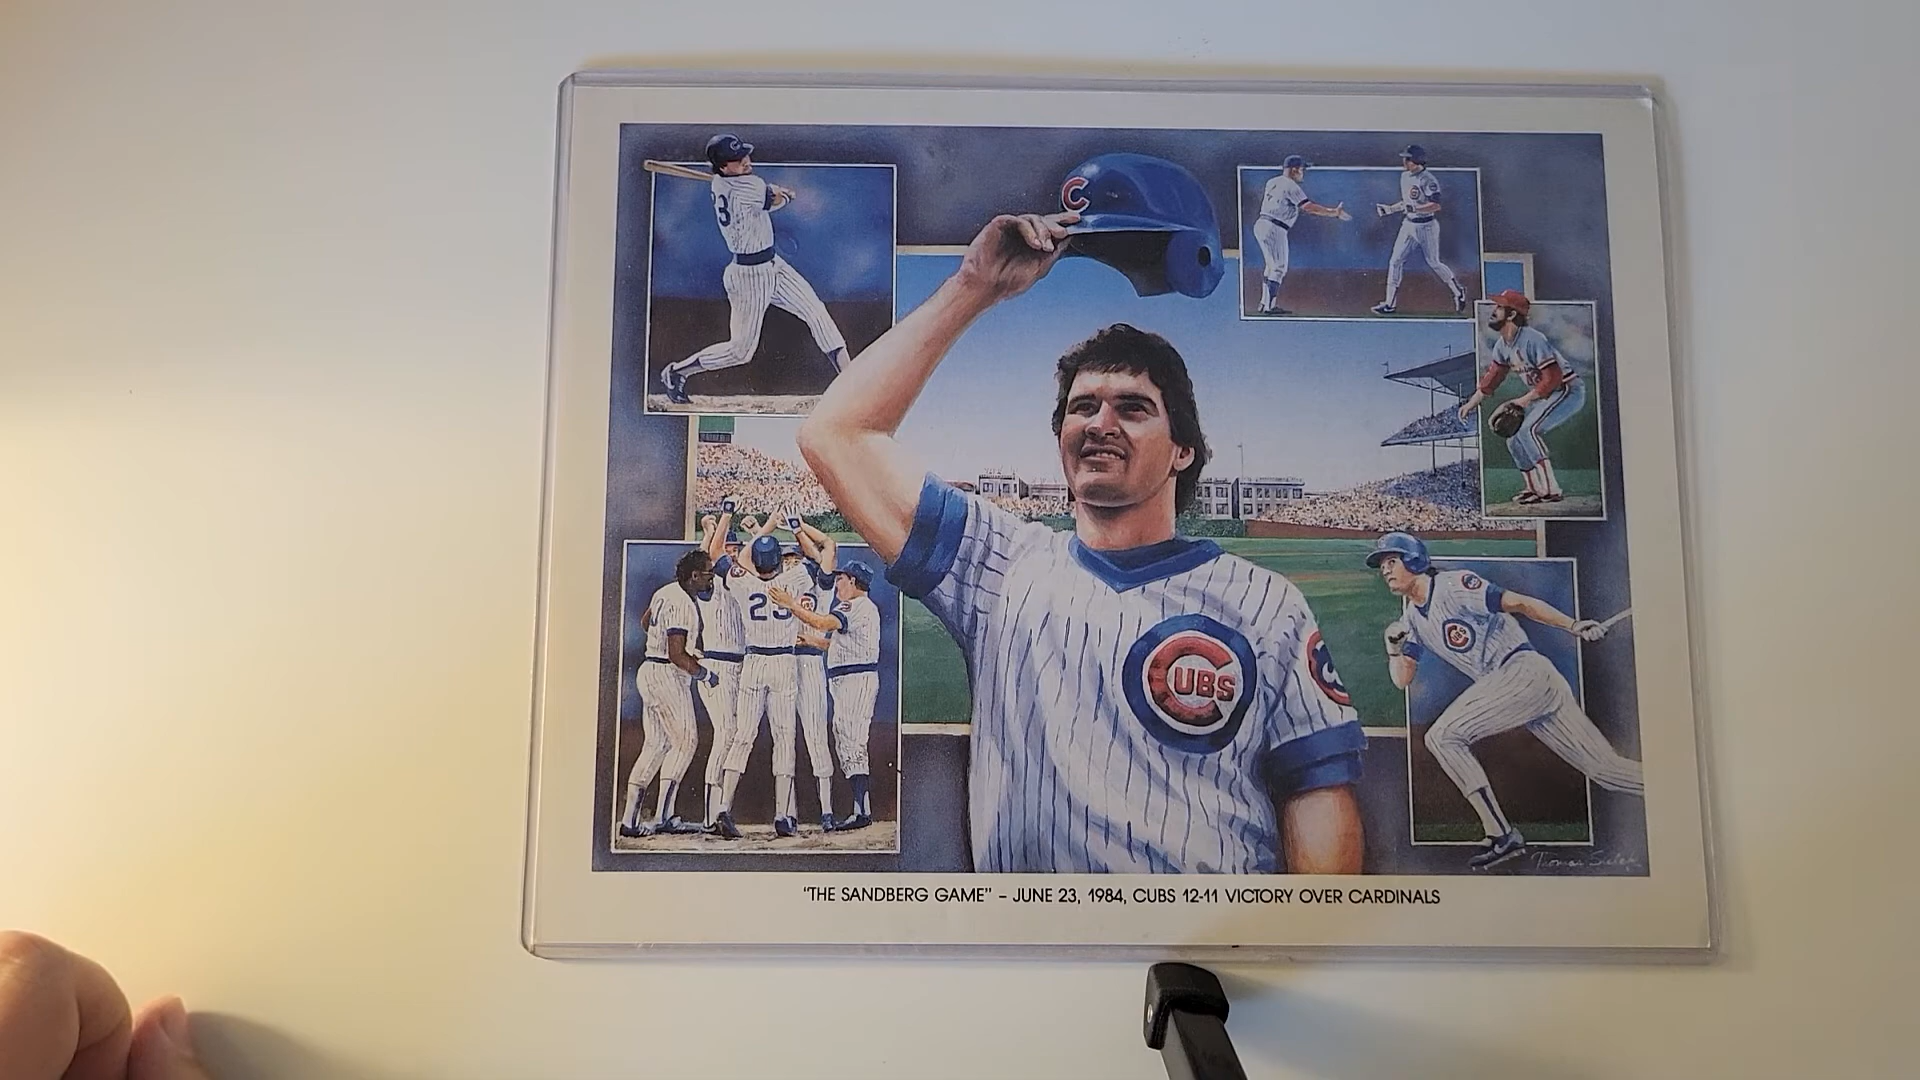 C
23
CUBS
"THE SANDBERG GAME" – JUNE 23, 1984, CUBS 12-11 VICTORY OVER CARDINALS